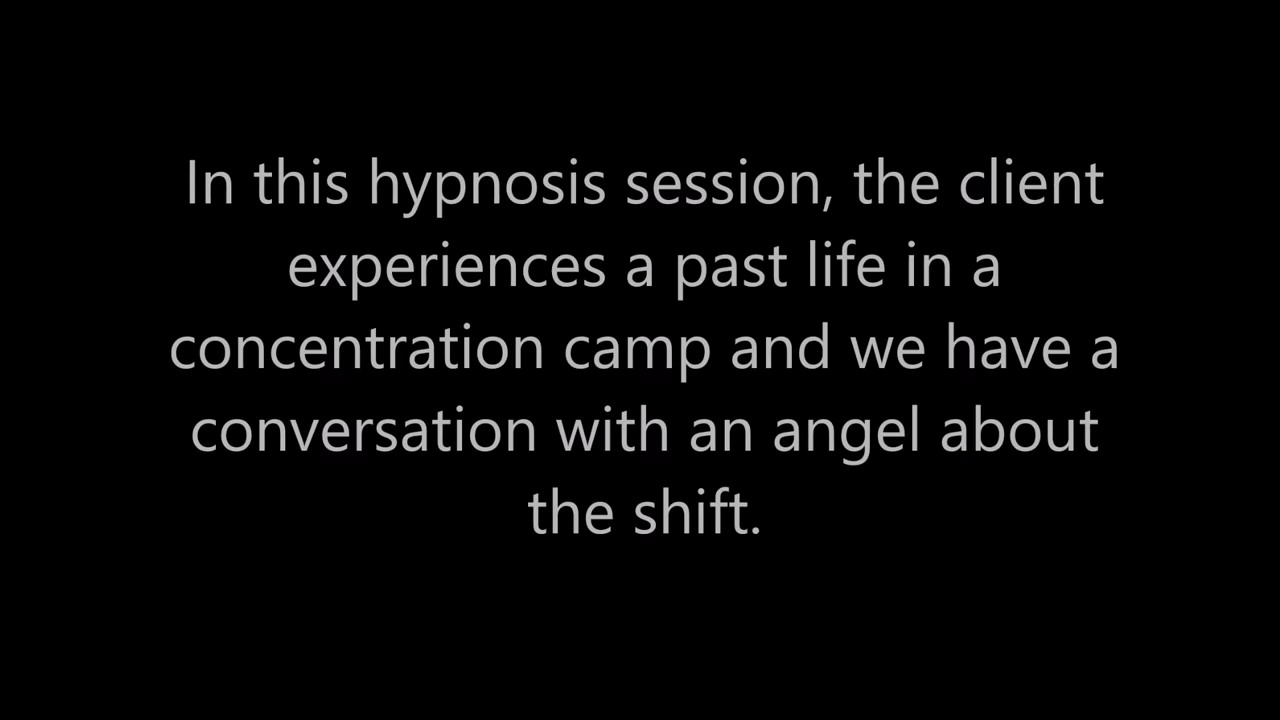 In this hypnosis session, the client
experiences a past life in a
concentration camp and we have a
conversation with an angel about
the shift.